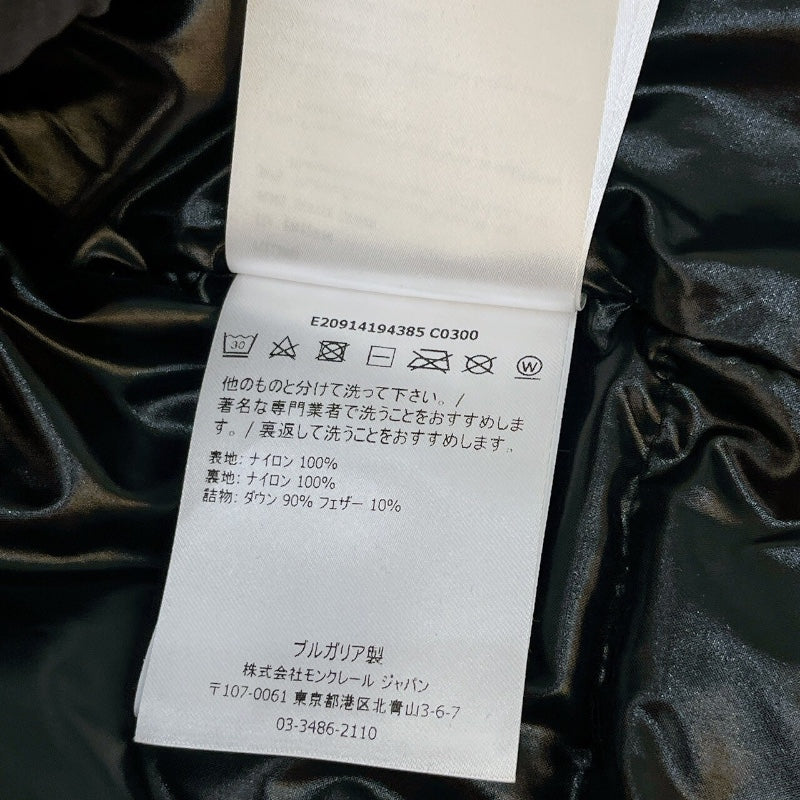 E20914194385 C0300
30
W
他のものと分けて洗って下さい。/
著名な専門業者で洗うことをおすすめしま
す。/ 裏返して洗うことをおすすめします。
表地: ナイロン 100%
裏地: ナイロン 100%
詰物: ダウン 90% フェザー 10%
ブルガリア製
株式会社モンクレール ジャパン
〒107-0061 東京都港区北青山3-6-7
03-3486-2110